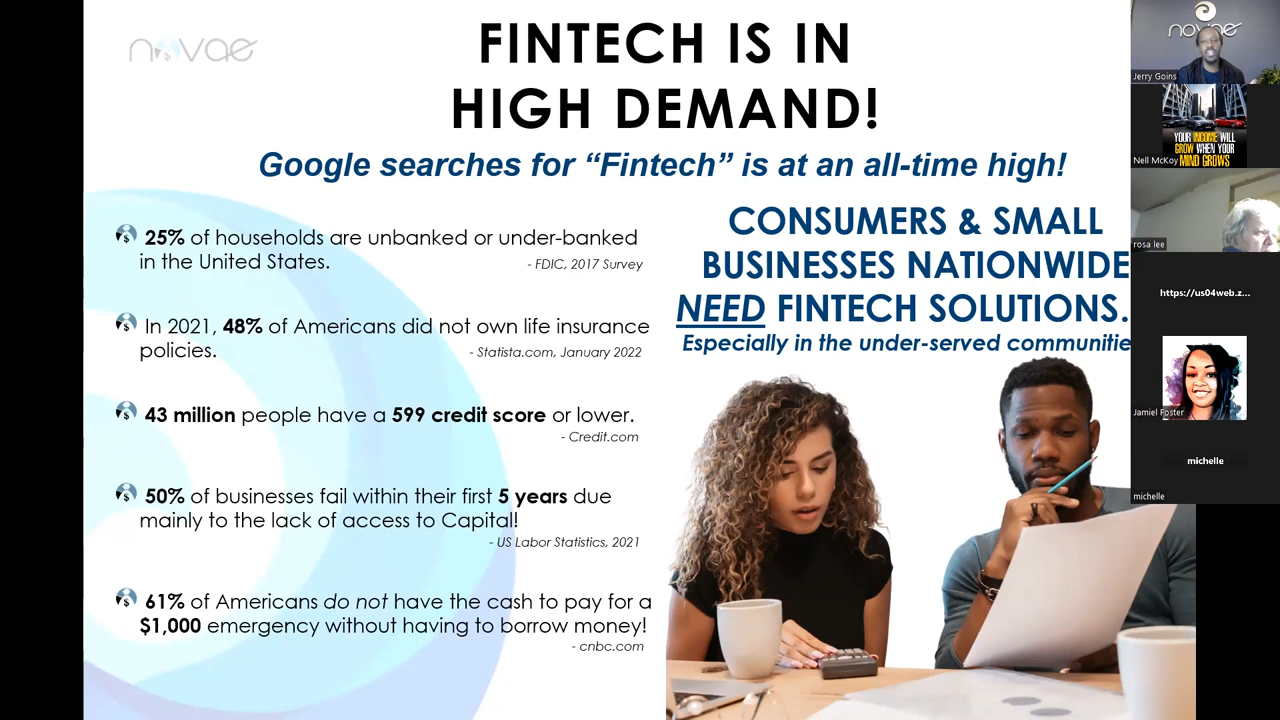 novae
FINTECH IS IN
HIGH DEMAND!
Google searches for “Fintech” is at an all-time high!
25% of households are unbanked or under-banked
in the United States.
- FDIC, 2017 Survey
In 2021, 48% of Americans did not own life insurance
policies.
- Statista.com, January 2022
43 million people have a 599 credit score or lower.
- Credit.com
50% of businesses fail within their first 5 years due
mainly to the lack of access to Capital!
- US Labor Statistics, 2021
61% of Americans do not have the cash to pay for a
$1,000 emergency without having to borrow money!
- cnbc.com
CONSUMERS & SMALL
BUSINESSES NATIONWIDE
NEED FINTECH SOLUTIONS.
Especially in the under-served communitie
novae
Jerry Goins
YOUR INCOME WILL
GROW WHEN YOUR
MIND GROWS
Nell McKoy
rosa lee
https://us04web.z...
Jamiel Foster
michelle
michelle